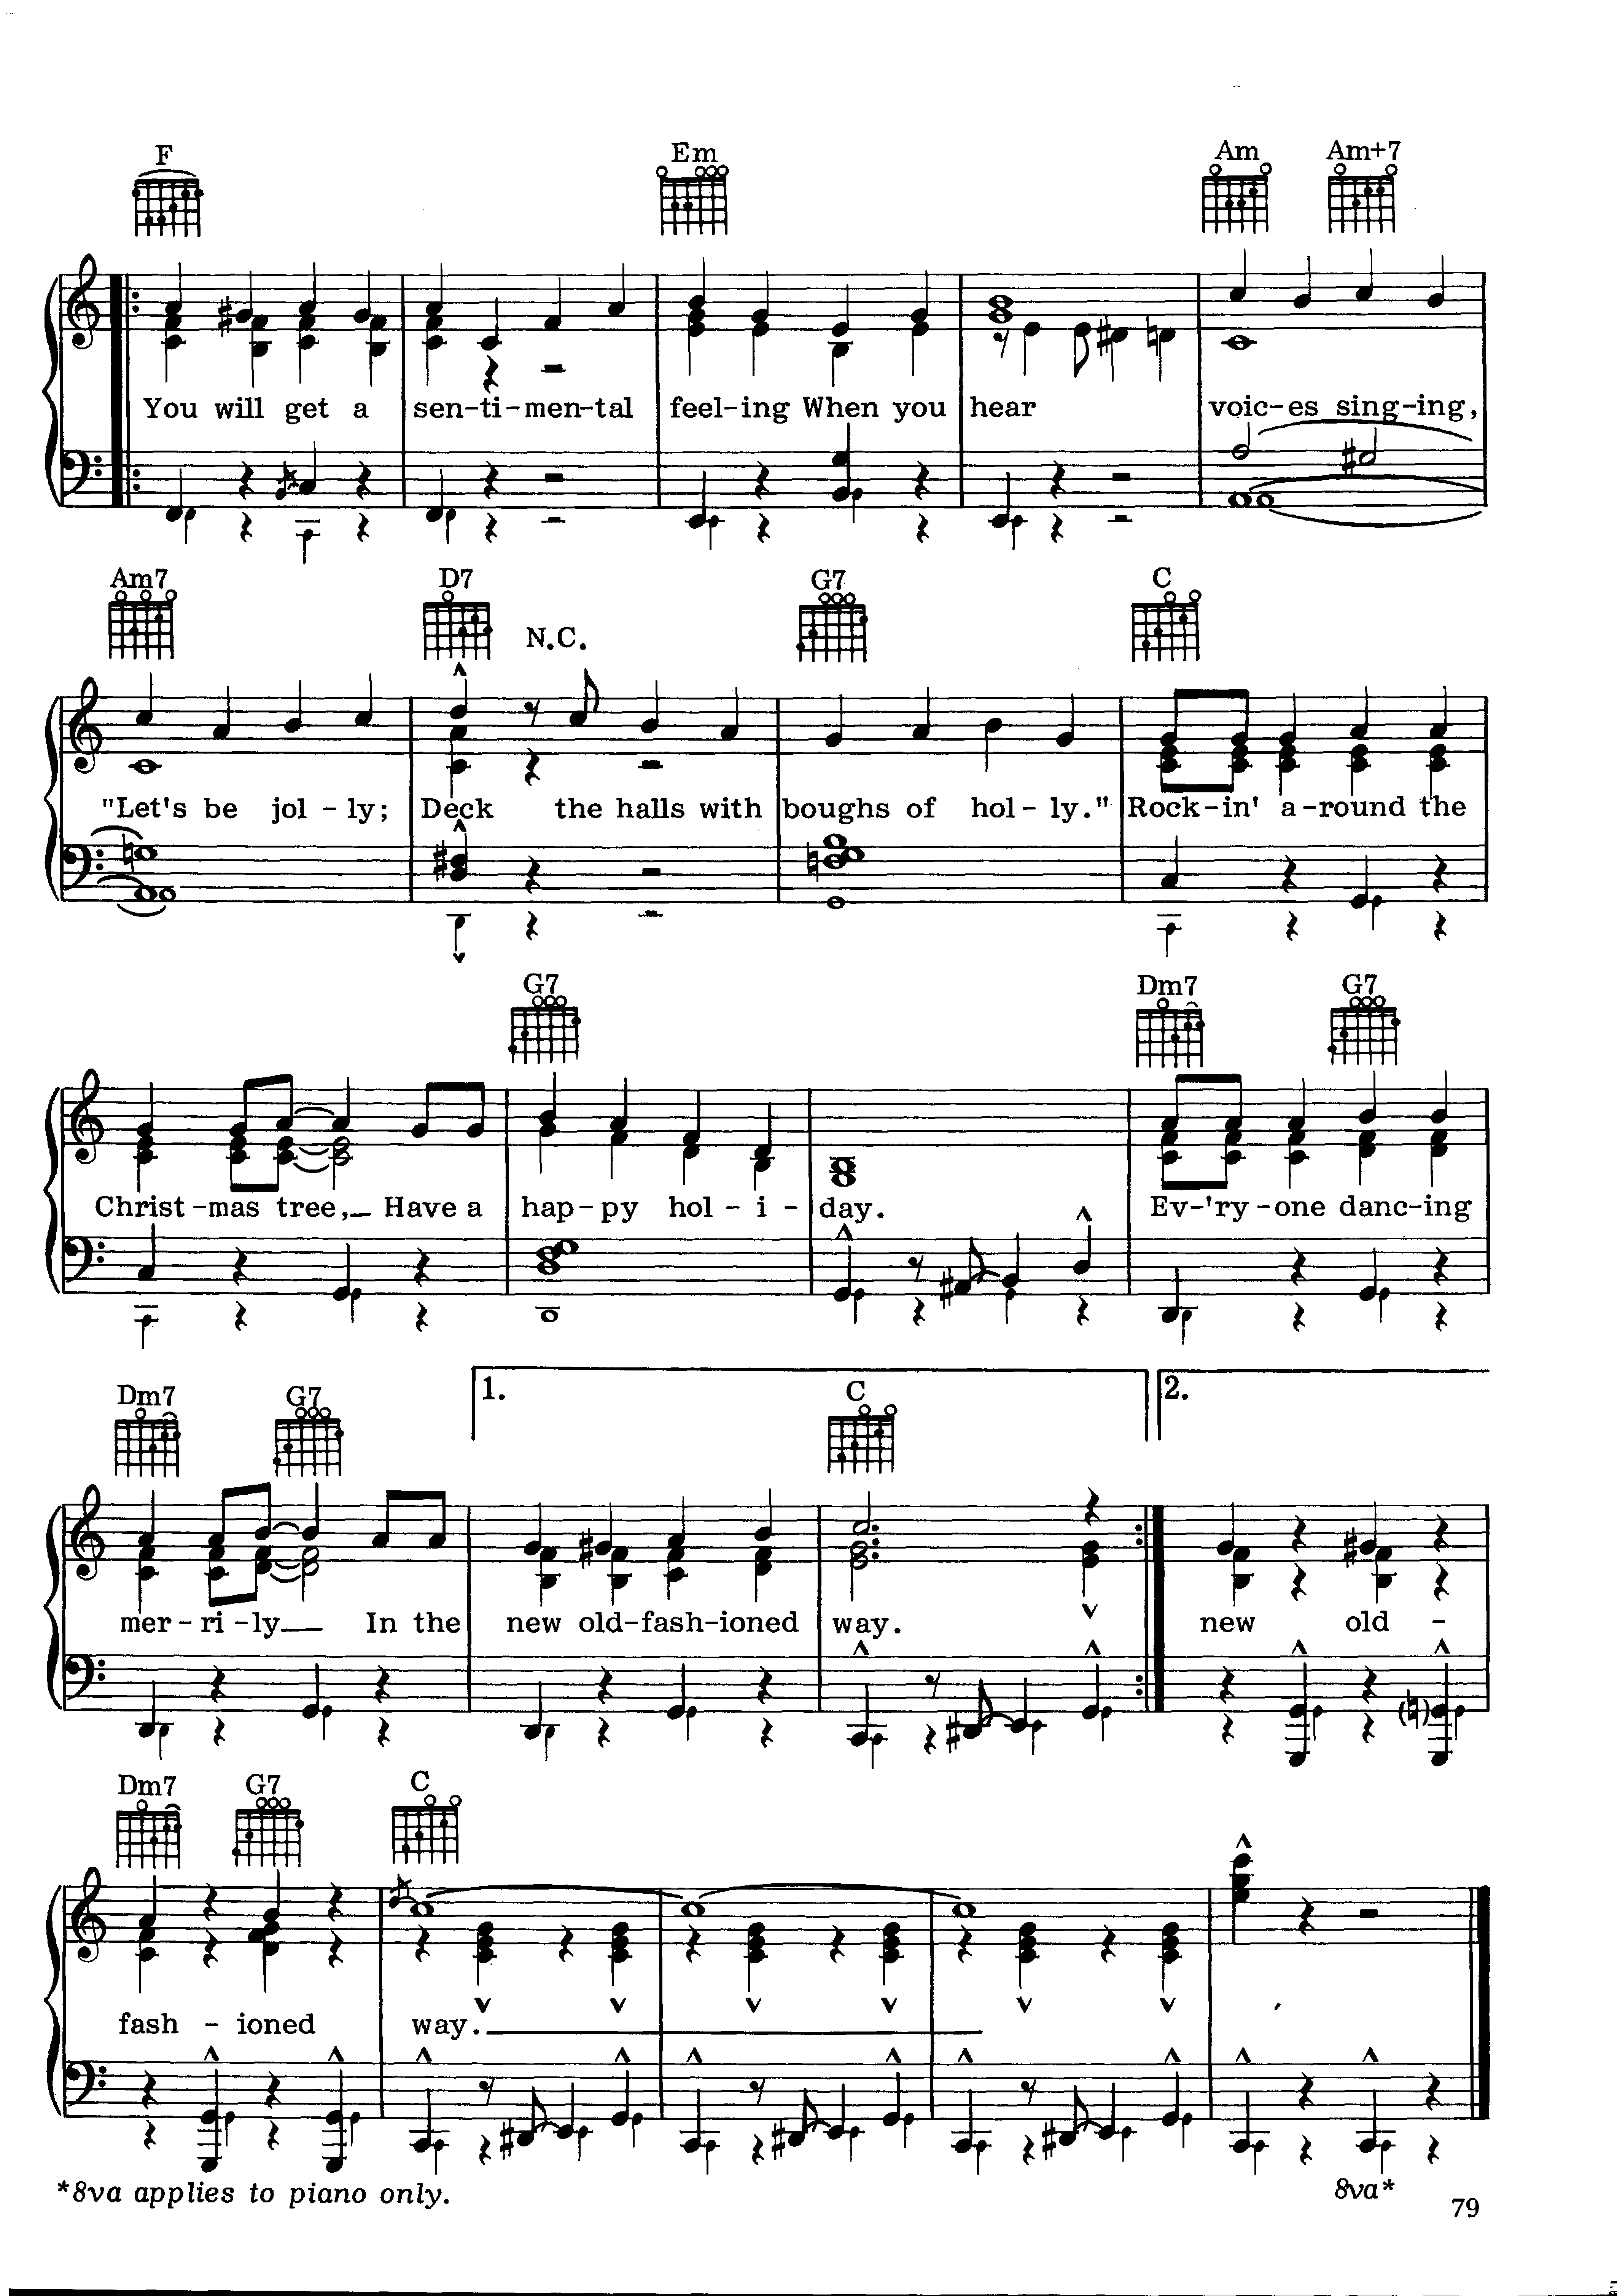 F Em Am Am+7
You will get a sen-ti-men-tal feel-ing When you hear voic-es sing-ing,
Am7 D7 N.C. G7 C
"Let's be jol-ly; Deck the halls with boughs of hol-ly." Rock-in' a-round the
G7 Dm7 G7
Christ-mas tree, Have a hap-py hol-i-day. Ev-'ry-one danc-ing
1. 2.
Dm7 G7 C
mer-ri-ly In the new old-fash-ioned way. new old-
Dm7 G7 C
fash-ioned way.
*8va applies to piano only. 8va*
79